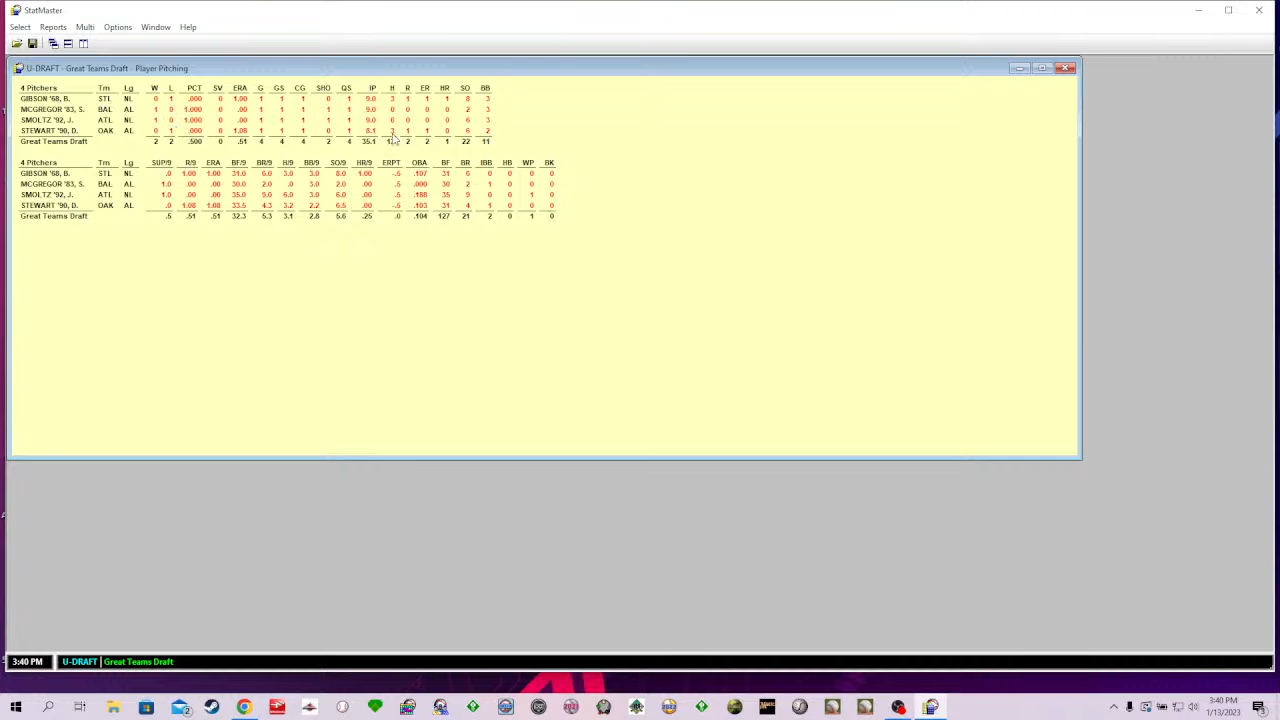 StatMaster
Select Reports Multi Options Window Help
U-DRAFT - Great Teams Draft - Player Pitching
4 Pitchers Tm Lg W L PCT SV ERA G GS CG SHO QS IP H R ER HR SO BB
GIBSON '68, B. STL NL 0 1 .000 0 1.00 1 1 1 0 1 9.0 3 1 1 1 8 3
MCGREGOR '83, S. BAL AL 1 0 1.000 0 .00 1 1 1 1 1 9.0 0 0 0 0 2 3
SMOLTZ '92, J. ATL NL 1 0 1.000 0 .00 1 1 1 1 1 9.0 0 0 0 6 3
STEWART '90, D. OAK AL 0 1 .000 0 1.08 1 1 1 0 1 8.1 3 1 1 0 6 2
Great Teams Draft 2 2 .500 0 .51 4 4 4 2 4 35.1 2 2 1 22 11
4 Pitchers Tm Lg SUP/9 R/9 ERA BF/9 BR/9 H/9 BB/9 SO/9 HR/9 ERPT OBA BF BR IBB HB WP BK
GIBSON '68, B. STL NL .0 1.00 1.00 31.0 6.0 3.0 3.0 8.0 1.00 -.5 .107 31 6 0 0 0 0
MCGREGOR '83, S. BAL AL 1.0 .00 .00 30.0 2.0 .0 3.0 2.0 .00 .5 .000 30 2 1 0 0 0
SMOLTZ '92, J. ATL NL 1.0 .00 .00 35.0 9.0 6.0 3.0 6.0 .00 .5 .188 35 9 0 0 1 0
STEWART '90, D. OAK AL .0 1.08 1.08 33.5 4.3 3.2 2.2 6.5 .00 -.5 .103 31 4 1 0 0 0
Great Teams Draft .5 .51 .51 32.3 5.3 3.1 2.8 5.6 .25 .0 .104 127 21 2 0 1 0
3:40 PM U-DRAFT Great Teams Draft
3:40 PM
1/13/2023